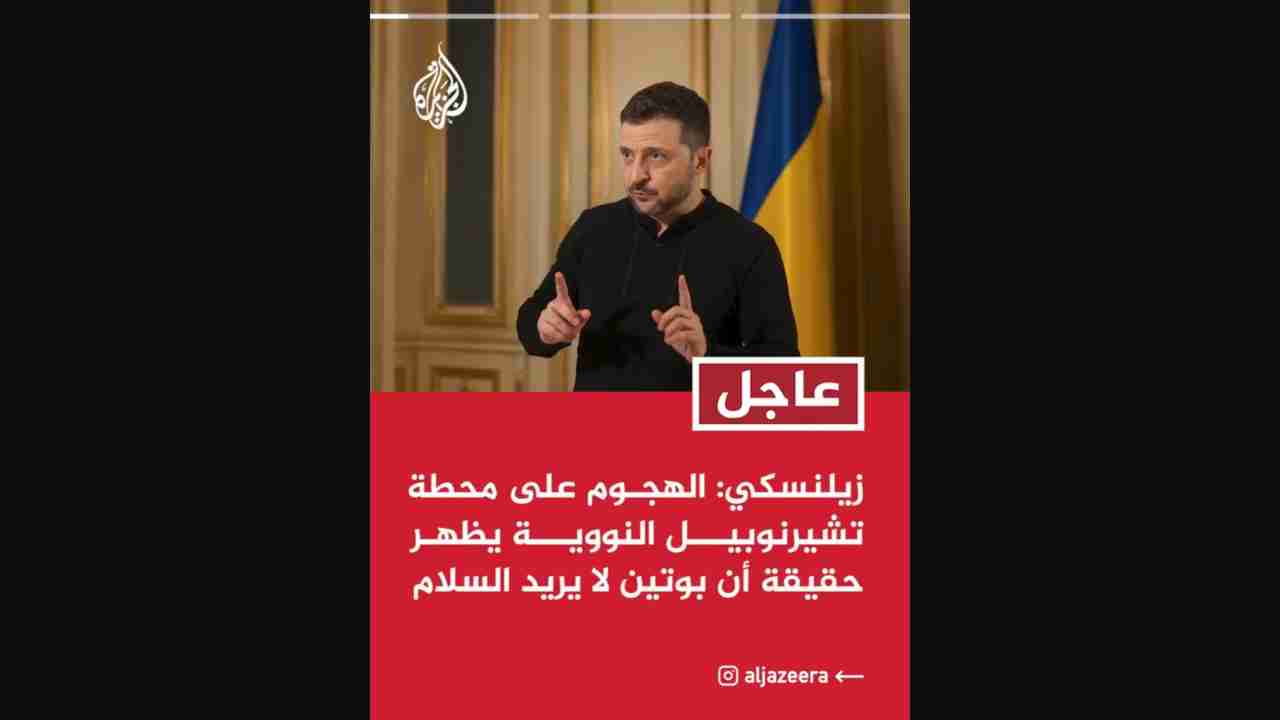 الجزيرة
عاجل
زيلنسكي: الهجوم على محطة
تشيرنوبيل النووية يظهر
حقيقة أن بوتين لا يريد السلام
aljazeera